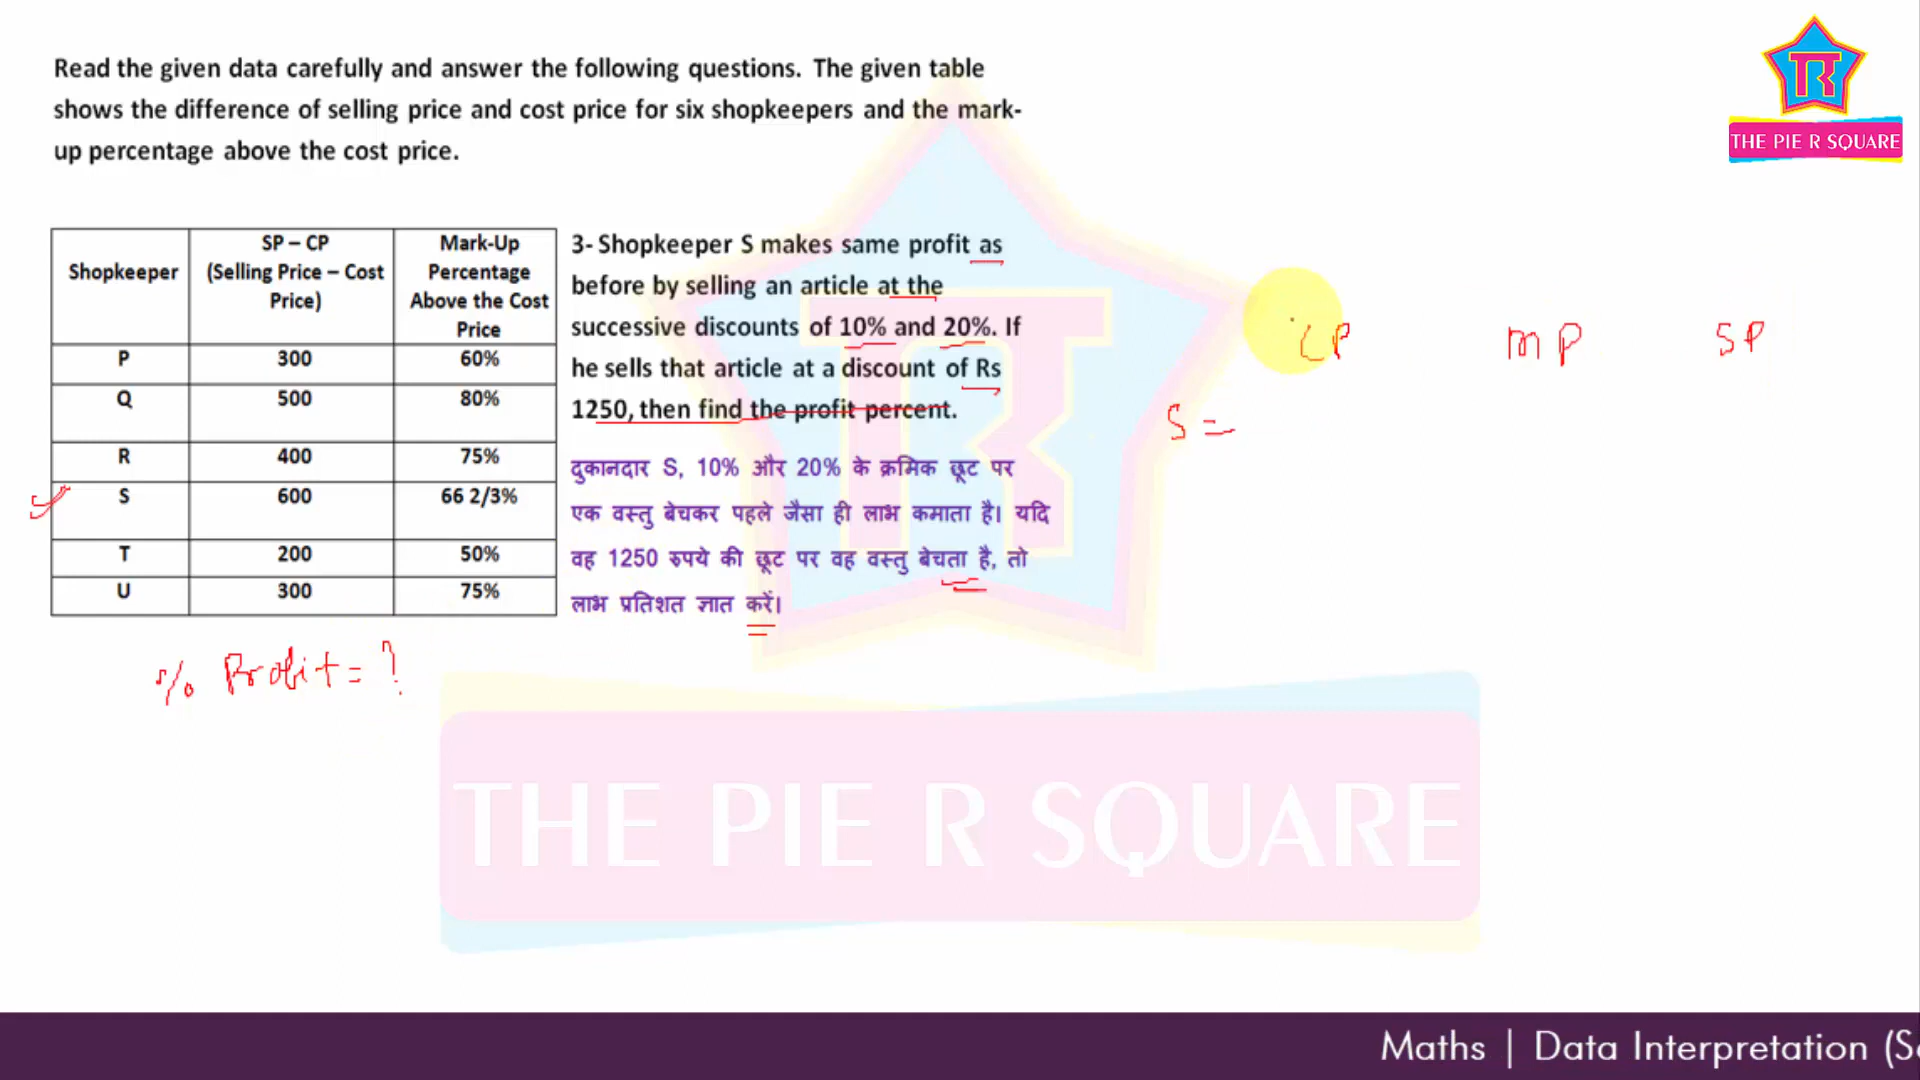 Read the given data carefully and answer the following questions. The given table
shows the difference of selling price and cost price for six shopkeepers and the mark-
up percentage above the cost price.
THE PIE R SQUARE
Shopkeeper
SP – CP
(Selling Price – Cost
Price)
Mark-Up
Percentage
Above the Cost
Price
P 300 60%
Q 500 80%
R 400 75%
S 600 66 2/3%
T 200 50%
U 300 75%
3- Shopkeeper S makes same profit as
before by selling an article at the
successive discounts of 10% and 20%. If
he sells that article at a discount of Rs
1250, then find the profit percent.
दुकानदार S, 10% और 20% के क्रमिक छूट पर
एक वस्तु बेचकर पहले जैसा ही लाभ कमाता है। यदि
वह 1250 रुपये की छूट पर वह वस्तु बेचता है, तो
लाभ प्रतिशत ज्ञात करें।
CP MP SP
S =
% Profit = ?
THE PIE R SQUARE
Maths | Data Interpretation (S